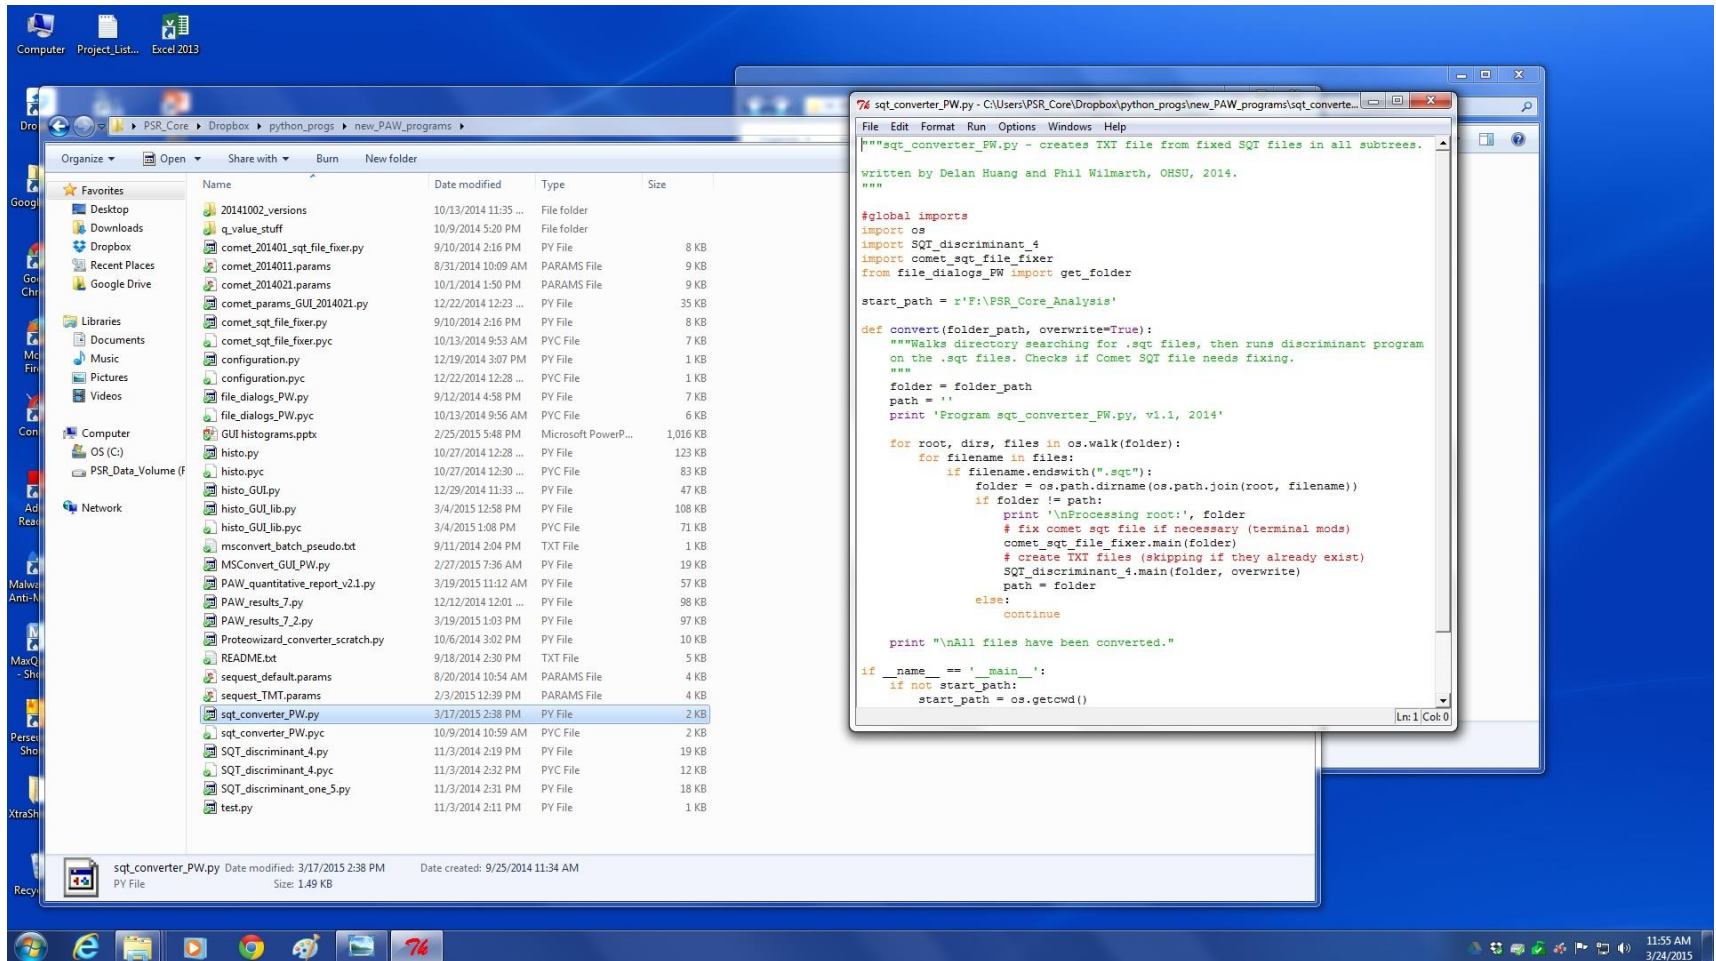 Computer Project_List... Excel 2013
PSR_Core Dropbox python_progs new_PAW_programs
Organize Open Share with Burn New folder
Favorites
Desktop
Downloads
Dropbox
Recent Places
Google Drive
Libraries
Documents
Music
Pictures
Videos
Computer
OS (C:)
PSR_Data_Volume (F
Network
Name Date modified Type Size
20141002_versions 10/13/2014 11:35 ... File folder
q_value_stuff 10/9/2014 5:20 PM File folder
comet_201401_sqt_file_fixer.py 9/10/2014 2:16 PM PY File 8 KB
comet_2014011.params 8/31/2014 10:09 AM PARAMS File 9 KB
comet_2014021.params 10/1/2014 1:50 PM PARAMS File 9 KB
comet_params_GUI_2014021.py 12/22/2014 12:23 ... PY File 35 KB
comet_sqt_file_fixer.py 9/10/2014 2:16 PM PY File 8 KB
comet_sqt_file_fixer.pyc 10/13/2014 9:53 AM PYC File 7 KB
configuration.py 12/19/2014 3:07 PM PY File 1 KB
configuration.pyc 12/22/2014 12:28 ... PYC File 1 KB
file_dialogs_PW.py 9/12/2014 4:58 PM PY File 7 KB
file_dialogs_PW.pyc 10/13/2014 9:56 AM PYC File 6 KB
GUI histograms.pptx 2/25/2015 5:48 PM Microsoft PowerP... 1,016 KB
histo.py 10/27/2014 12:28 ... PY File 123 KB
histo.pyc 10/27/2014 12:30 ... PYC File 83 KB
histo_GUI.py 12/29/2014 11:33 ... PY File 47 KB
histo_GUI_lib.py 3/4/2015 12:58 PM PY File 108 KB
histo_GUI_lib.pyc 3/4/2015 1:08 PM PYC File 71 KB
msconvert_batch_pseudo.txt 9/11/2014 2:04 PM TXT File 1 KB
MSConvert_GUI_PW.py 2/27/2015 7:36 AM PY File 19 KB
PAW_quantitative_report_v2.1.py 3/19/2015 11:12 AM PY File 57 KB
PAW_results_7.py 12/12/2014 12:01 ... PY File 98 KB
PAW_results_7_2.py 3/19/2015 1:03 PM PY File 97 KB
Proteowizard_converter_scratch.py 10/6/2014 3:02 PM PY File 10 KB
README.txt 9/18/2014 2:30 PM TXT File 5 KB
sequest_default.params 8/20/2014 10:54 AM PARAMS File 4 KB
sequest_TMT.params 2/3/2015 12:39 PM PARAMS File 4 KB
sqt_converter_PW.py 3/17/2015 2:38 PM PY File 2 KB
sqt_converter_PW.pyc 10/9/2014 10:59 AM PYC File 2 KB
SQT_discriminant_4.py 11/3/2014 2:19 PM PY File 19 KB
SQT_discriminant_4.pyc 11/3/2014 2:32 PM PYC File 12 KB
SQT_discriminant_one_5.py 11/3/2014 2:31 PM PY File 18 KB
test.py 11/3/2014 2:11 PM PY File 1 KB
sqt_converter_PW.py Date modified: 3/17/2015 2:38 PM Date created: 9/25/2014 11:34 AM
PY File Size: 1.49 KB
sqt_converter_PW.py - C:\Users\PSR_Core\Dropbox\python_progs\new_PAW_programs\sqt_converte...
File Edit Format Run Options Windows Help
"""sqt_converter_PW.py - creates TXT file from fixed SQT files in all subtrees.
written by Delan Huang and Phil Wilmarth, OHSU, 2014.
"""
#global imports
import os
import SQT_discriminant_4
import comet_sqt_file_fixer
from file_dialogs_PW import get_folder
start_path = r'F:\PSR_Core_Analysis'
def convert(folder_path, overwrite=True):
"""Walks directory searching for .sqt files, then runs discriminant program
on the .sqt files. Checks if Comet SQT file needs fixing.
"""
folder = folder_path
path = ''
print 'Program sqt_converter_PW.py, v1.1, 2014'
for root, dirs, files in os.walk(folder):
for filename in files:
if filename.endswith(".sqt"):
folder = os.path.dirname(os.path.join(root, filename))
if folder != path:
print '\nProcessing root:', folder
# fix comet sqt file if necessary (terminal mods)
comet_sqt_file_fixer.main(folder)
# create TXT files (skipping if they already exist)
SQT_discriminant_4.main(folder, overwrite)
path = folder
else:
continue
print "\nAll files have been converted."
if __name__ == '__main__':
if not start_path:
start_path = os.getcwd()
Ln: 1 Col: 0
11:55 AM
3/24/2015